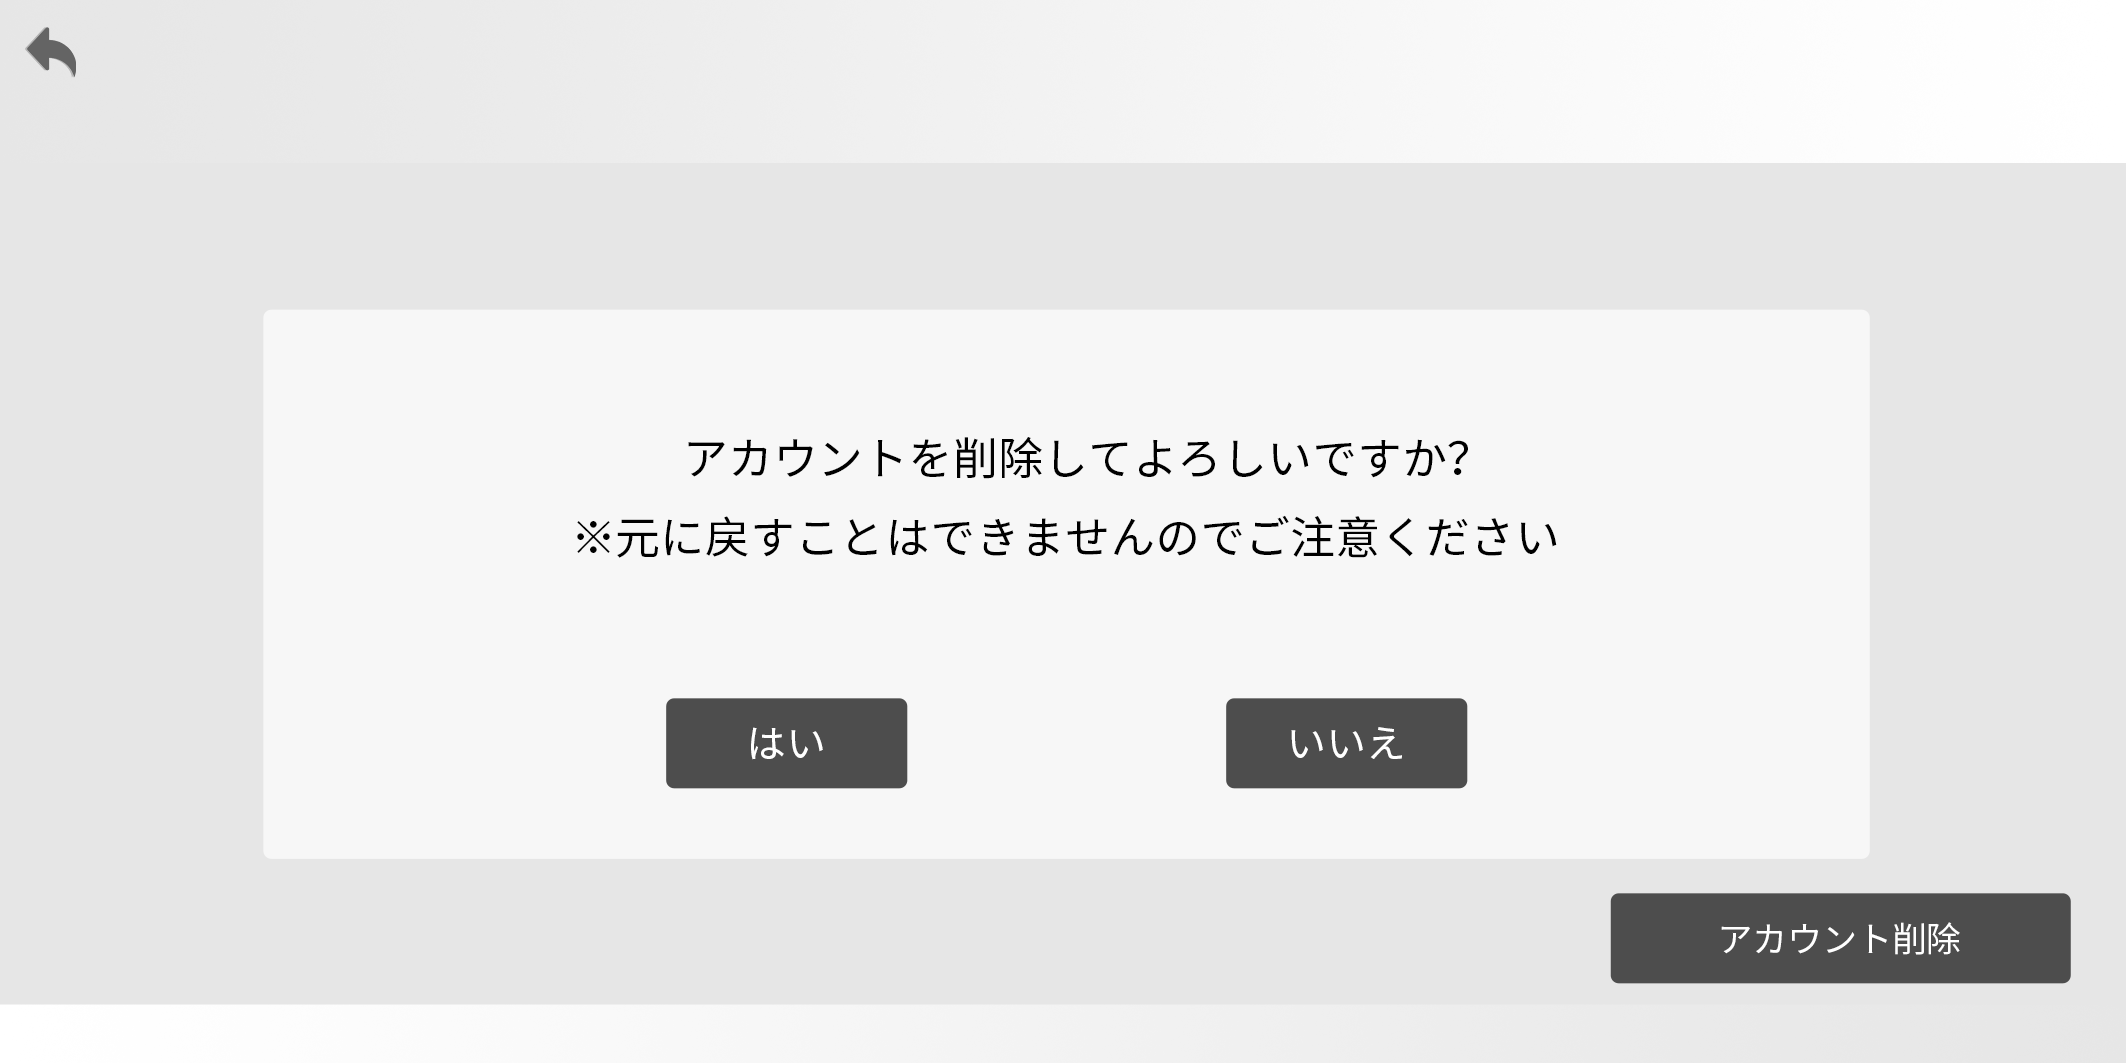 アカウントを削除してよろしいですか?
※元に戻すことはできませんのでご注意ください
はい
いいえ
アカウント削除